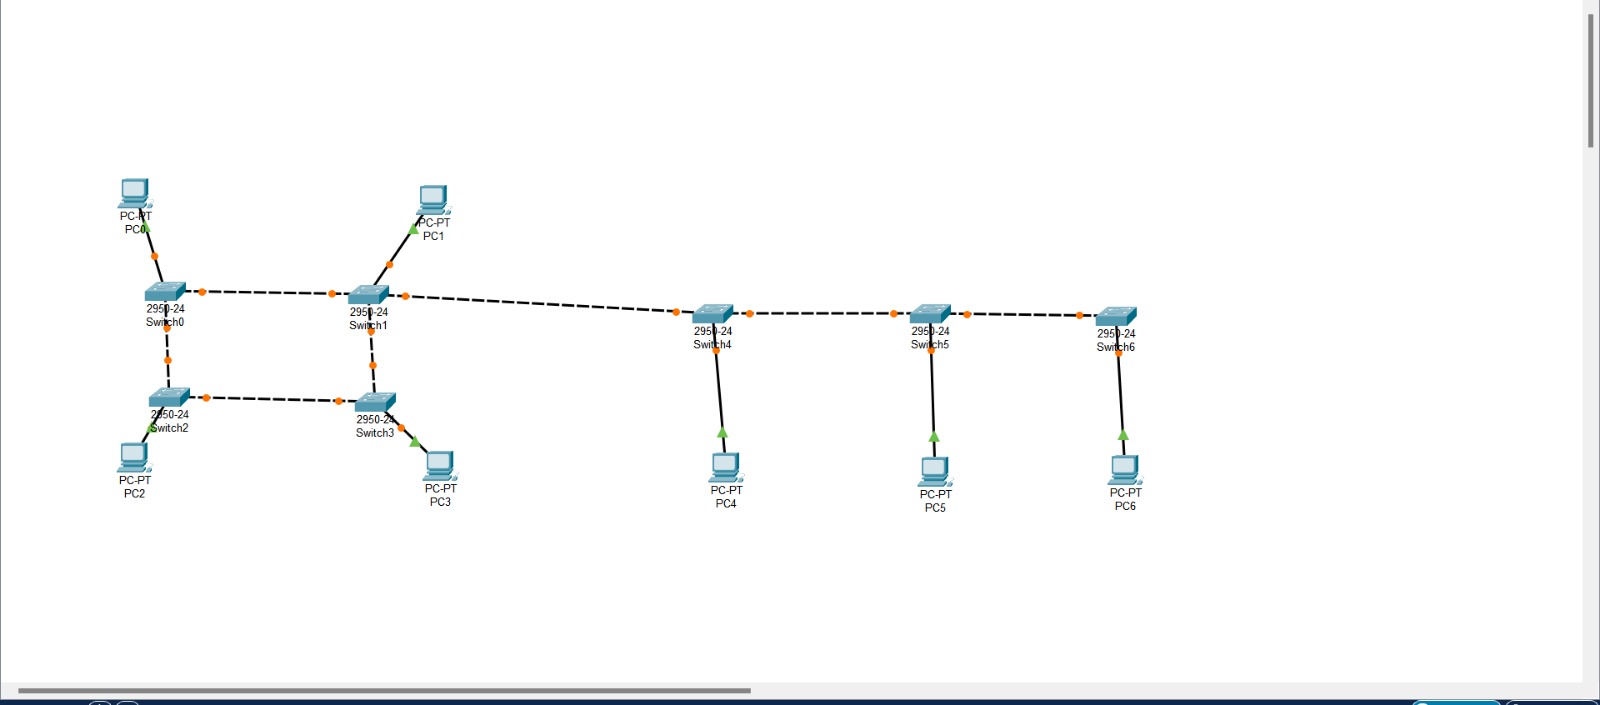 PC-PT
PC0
PC-PT
PC1
2950-24
Switch0
2950-24
Switch1
2950-24
Switch4
2950-24
Switch5
2950-24
Switch6
2950-24
Switch2
2950-24
Switch3
PC-PT
PC2
PC-PT
PC3
PC-PT
PC4
PC-PT
PC5
PC-PT
PC6